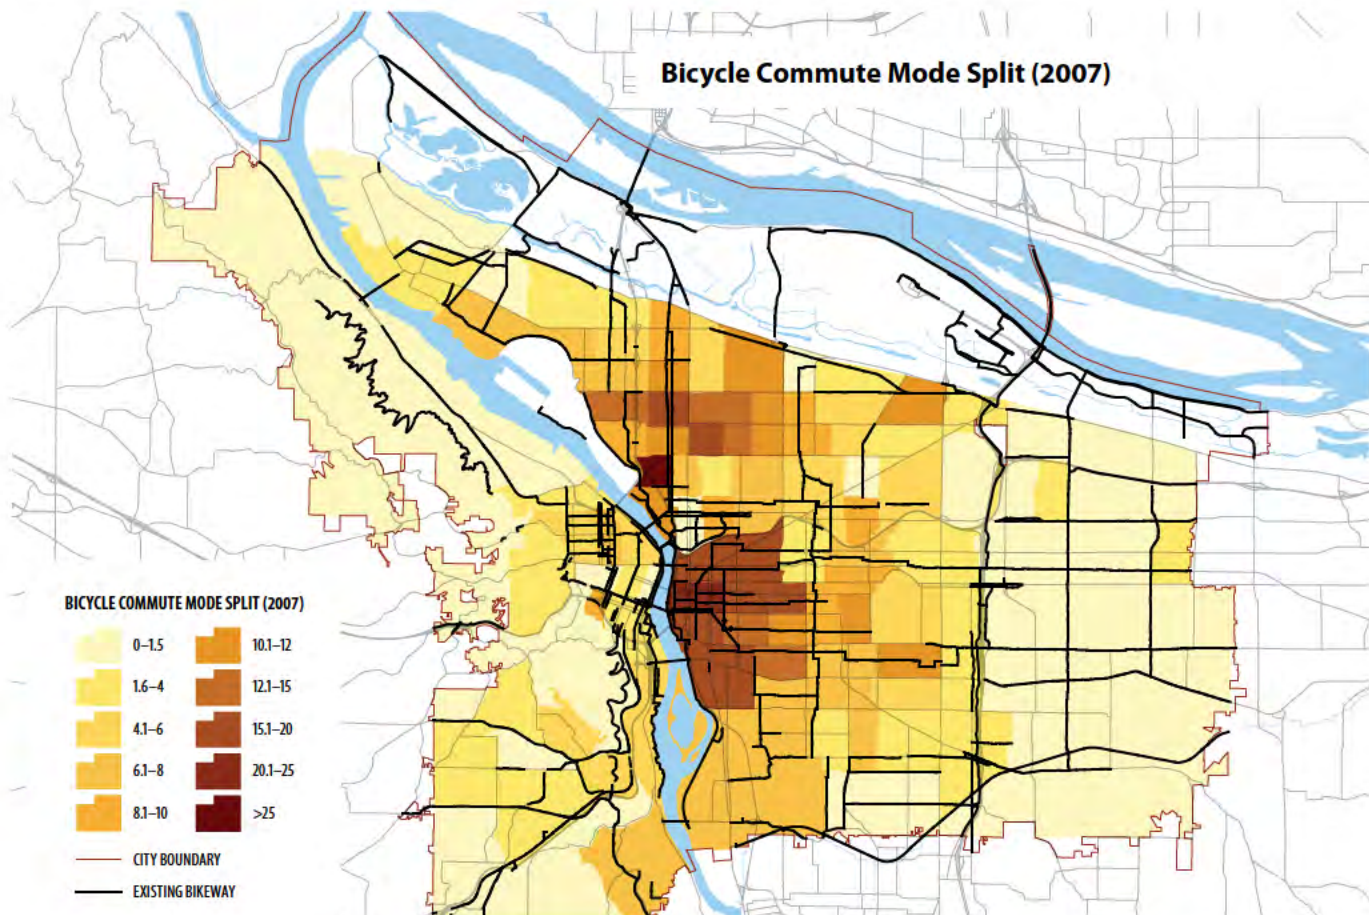 Bicycle Commute Mode Split (2007)
BICYCLE COMMUTE MODE SPLIT (2007)
0–1.5
1.6–4
4.1–6
6.1–8
8.1–10
10.1–12
12.1–15
15.1–20
20.1–25
>25
CITY BOUNDARY
EXISTING BIKEWAY